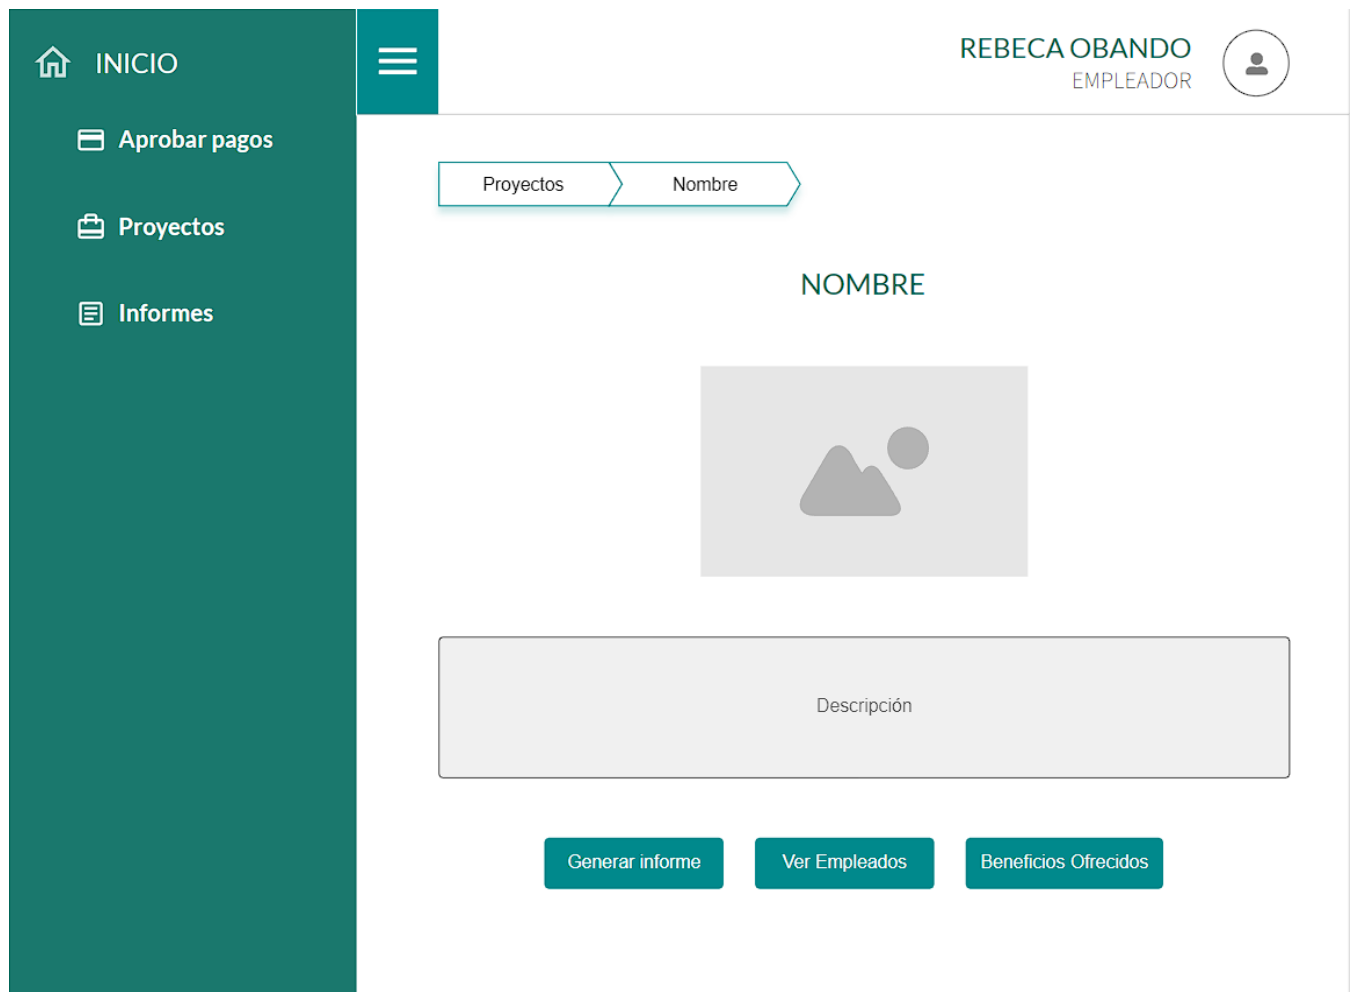 INICIO
Aprobar pagos
Proyectos
Informes
REBECA OBANDO
EMPLEADOR
Proyectos
Nombre
NOMBRE
Descripción
Generar informe
Ver Empleados
Beneficios Ofrecidos